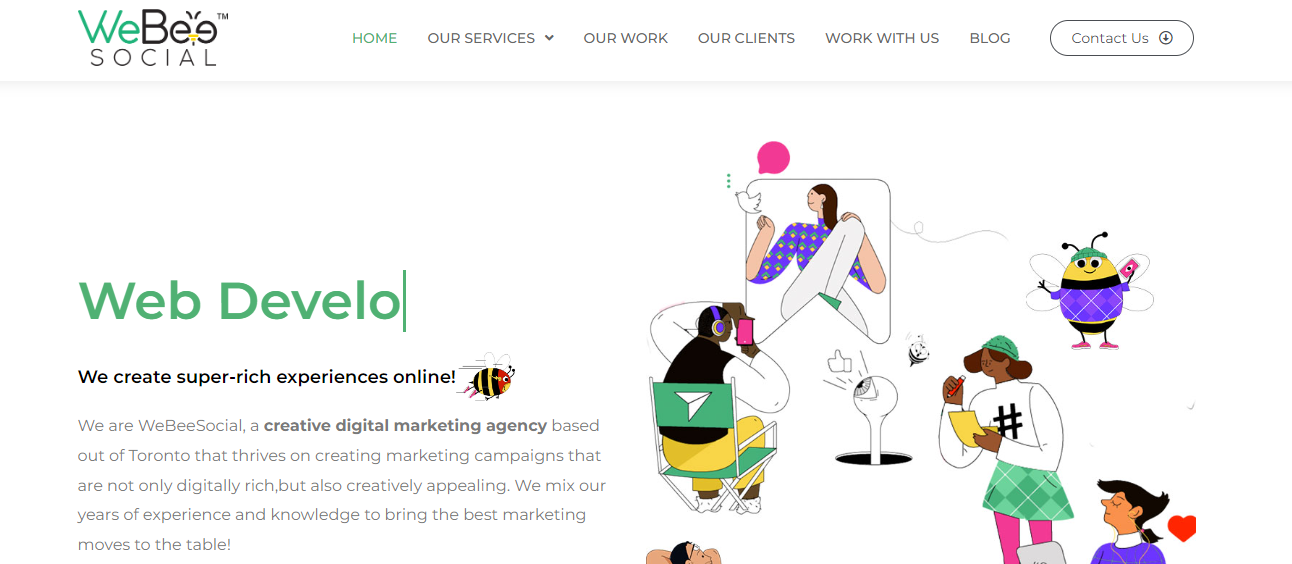 WeBee™
SOCIAL
HOME OUR SERVICES OUR WORK OUR CLIENTS WORK WITH US BLOG Contact Us
Web Develo
We create super-rich experiences online!
We are WeBeeSocial, a creative digital marketing agency based
out of Toronto that thrives on creating marketing campaigns that
are not only digitally rich,but also creatively appealing. We mix our
years of experience and knowledge to bring the best marketing
moves to the table!
#